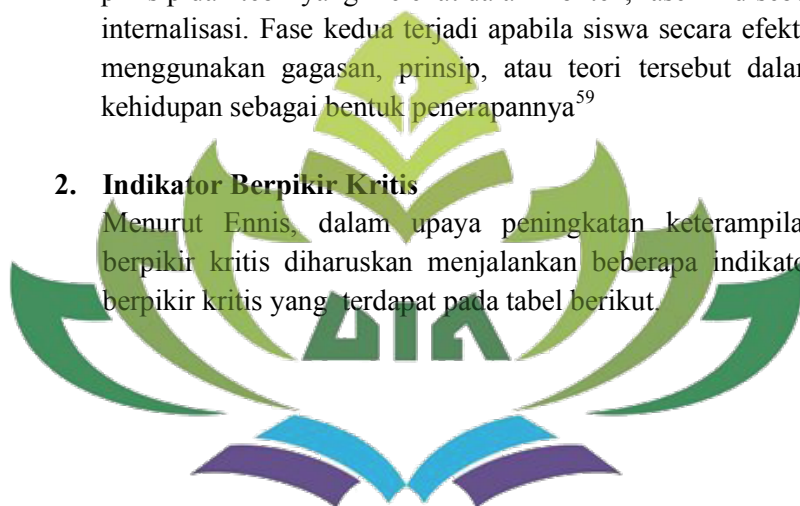 internalisasi. Fase kedua terjadi apabila siswa secara efekt
menggunakan gagasan, prinsip, atau teori tersebut dalam
kehidupan sebagai bentuk penerapannya⁵⁹
2. Indikator Berpikir Kritis
Menurut Ennis, dalam upaya peningkatan keterampila
berpikir kritis diharuskan menjalankan beberapa indikato
berpikir kritis yang terdapat pada tabel berikut.